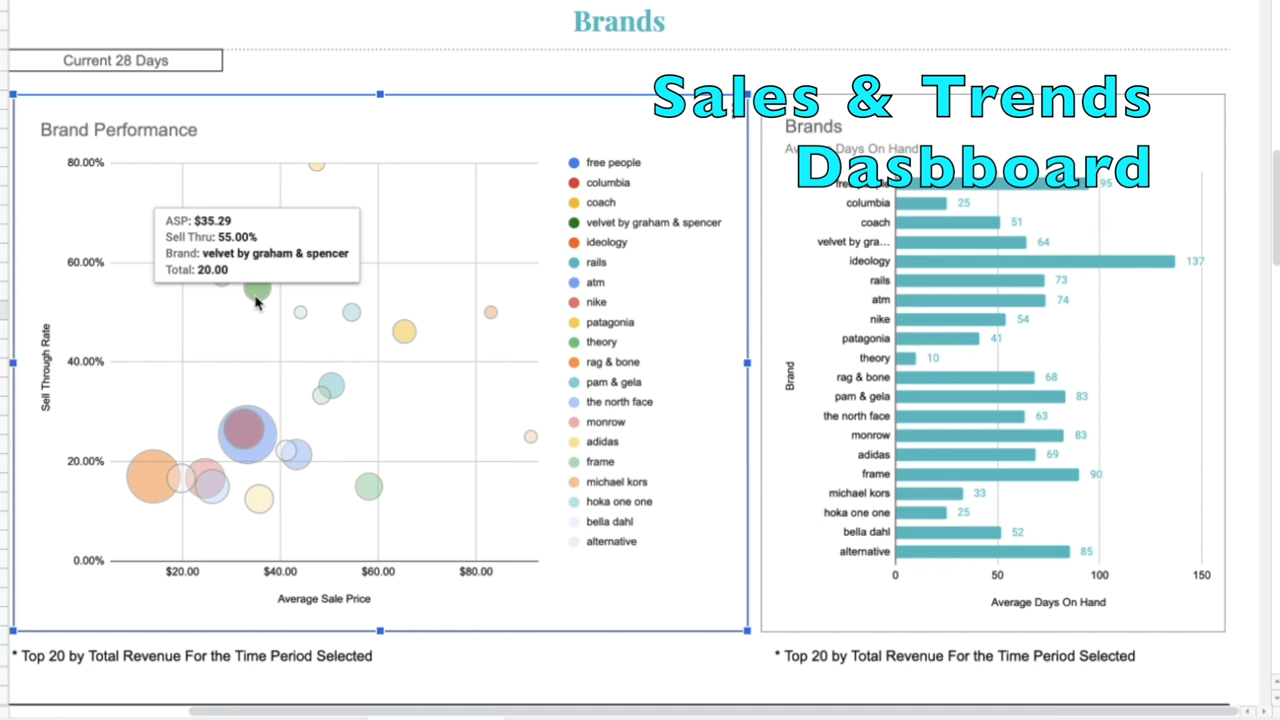 Brands
Current 28 Days
Sales & Trends
Dasbboard
Brand Performance
80.00%
60.00%
40.00%
20.00%
0.00%
Sell Through Rate
$20.00
$40.00
$60.00
$80.00
Average Sale Price
ASP: $35.29
Sell Thru: 55.00%
Brand: velvet by graham & spencer
Total: 20.00
free people
columbia
coach
velvet by graham & spencer
ideology
rails
atm
nike
patagonia
theory
rag & bone
pam & gela
the north face
monrow
adidas
frame
michael kors
hoka one one
bella dahl
alternative
* Top 20 by Total Revenue For the Time Period Selected
Brands
Days On Hand
Brand
95
columbia 25
coach 51
velvet by gra... 64
ideology 137
rails 73
atm 74
nike 54
patagonia 41
theory 10
rag & bone 68
pam & gela 83
the north face 63
monrow 83
adidas 69
frame 90
michael kors 33
hoka one one 25
bella dahl 52
alternative 85
0 50 100 150
Average Days On Hand
* Top 20 by Total Revenue For the Time Period Selected